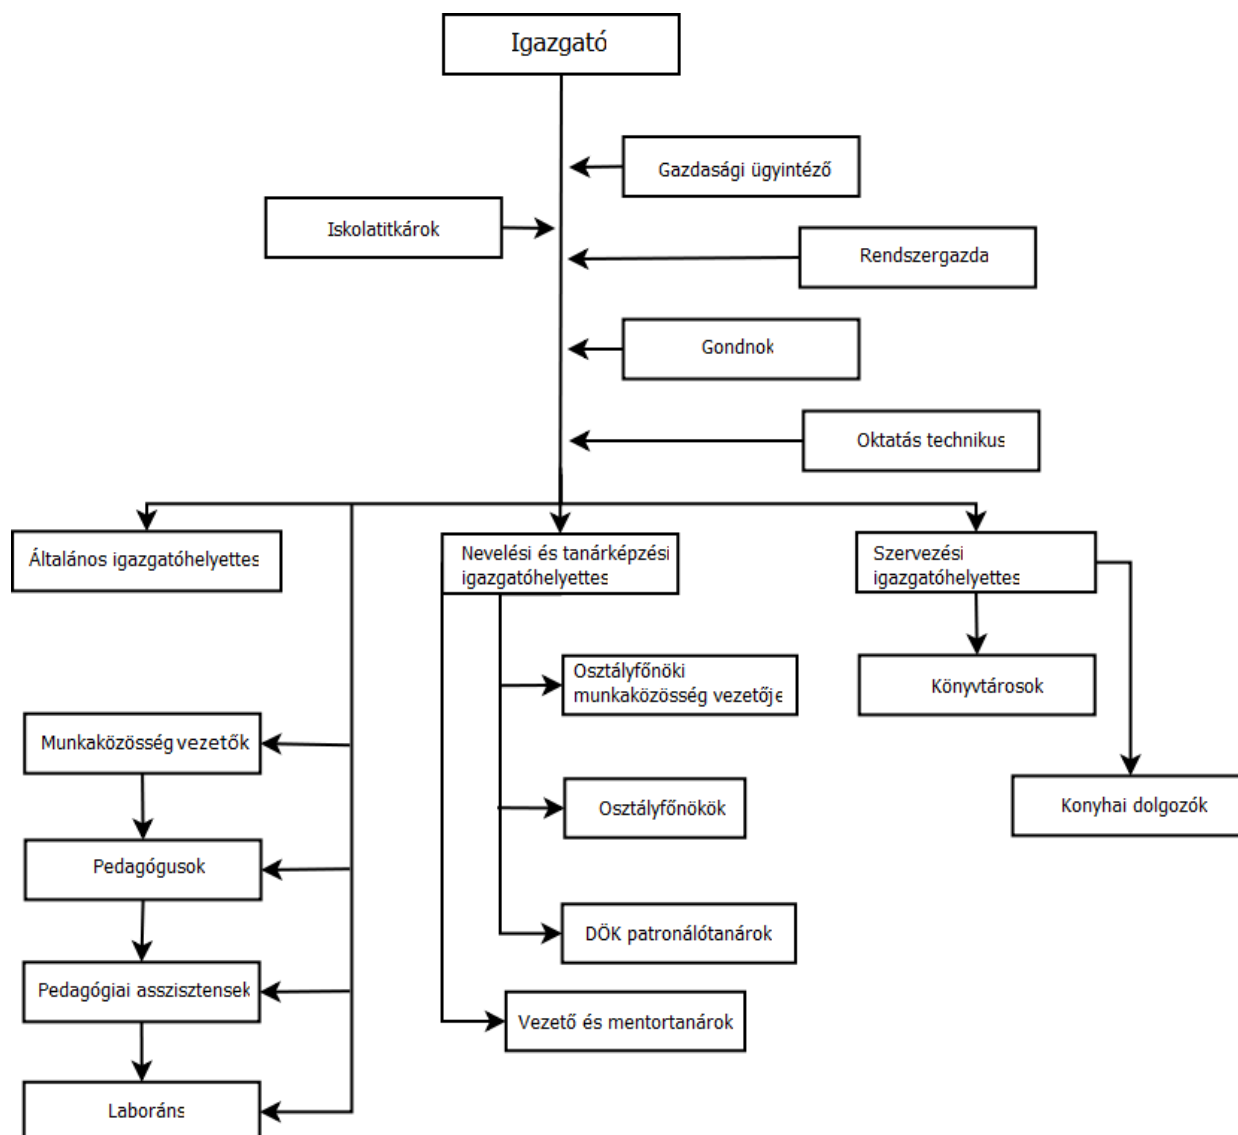 Igazgató
Gazdasági ügyintéző
Iskolatitkárok
Rendszergazda
Gondnok
Oktatás technikus
Általános igazgatóhelyettes
Nevelési és tanárképzési
igazgatóhelyettes
Szervezési
igazgatóhelyettes
Osztályfőnöki
munkaközösség vezetője
Könyvtárosok
Munkaközösség vezetők
Osztályfőnökök
Konyhai dolgozók
Pedagógusok
DÖK patronálótanárok
Pedagógiai asszisztensek
Vezető és mentortanárok
Laboráns